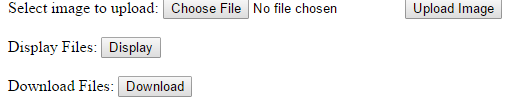 Select image to upload: Choose File No file chosen Upload Image
Display Files: Display
Download Files: Download